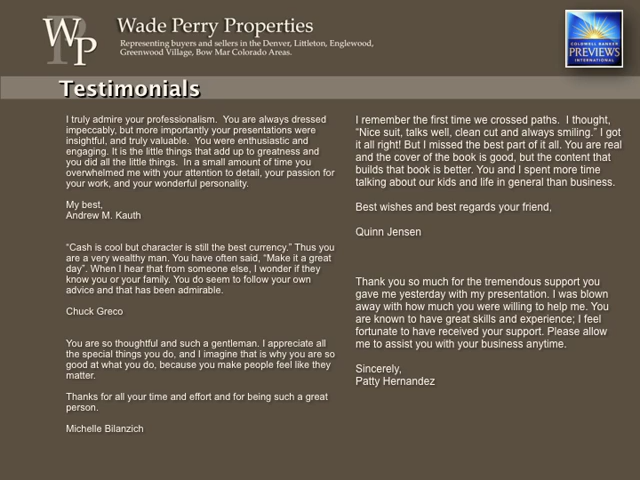 WPP
Wade Perry Properties
Representing buyers and sellers in the Denver, Littleton, Englewood,
Greenwood Village, Bow Mar Colorado Areas.
COLDWELL BANKER
PREVIEWS
INTERNATIONAL
Testimonials
I truly admire your professionalism. You are always dressed
impeccably, but more importantly your presentations were
insightful, and truly valuable. You were enthusiastic and
engaging. It is the little things that add up to greatness and
you did all the little things. In a small amount of time you
overwhelmed me with your attention to detail, your passion for
your work, and your wonderful personality.
My best,
Andrew M. Kauth
“Cash is cool but character is still the best currency.” Thus you
are a very wealthy man. You have often said, “Make it a great
day”. When I hear that from someone else, I wonder if they
know you or your family. You do seem to follow your own
advice and that has been admirable.
Chuck Greco
You are so thoughtful and such a gentleman. I appreciate all
the special things you do, and I imagine that is why you are so
good at what you do, because you make people feel like they
matter.
Thanks for all your time and effort and for being such a great
person.
Michelle Bilanzich
I remember the first time we crossed paths. I thought,
“Nice suit, talks well, clean cut and always smiling.” I got
it all right! But I missed the best part of it all. You are real
and the cover of the book is good, but the content that
builds that book is better. You and I spent more time
talking about our kids and life in general than business.
Best wishes and best regards your friend,
Quinn Jensen
Thank you so much for the tremendous support you
gave me yesterday with my presentation. I was blown
away with how much you were willing to help me. You
are known to have great skills and experience; I feel
fortunate to have received your support. Please allow
me to assist you with your business anytime.
Sincerely,
Patty Hernandez